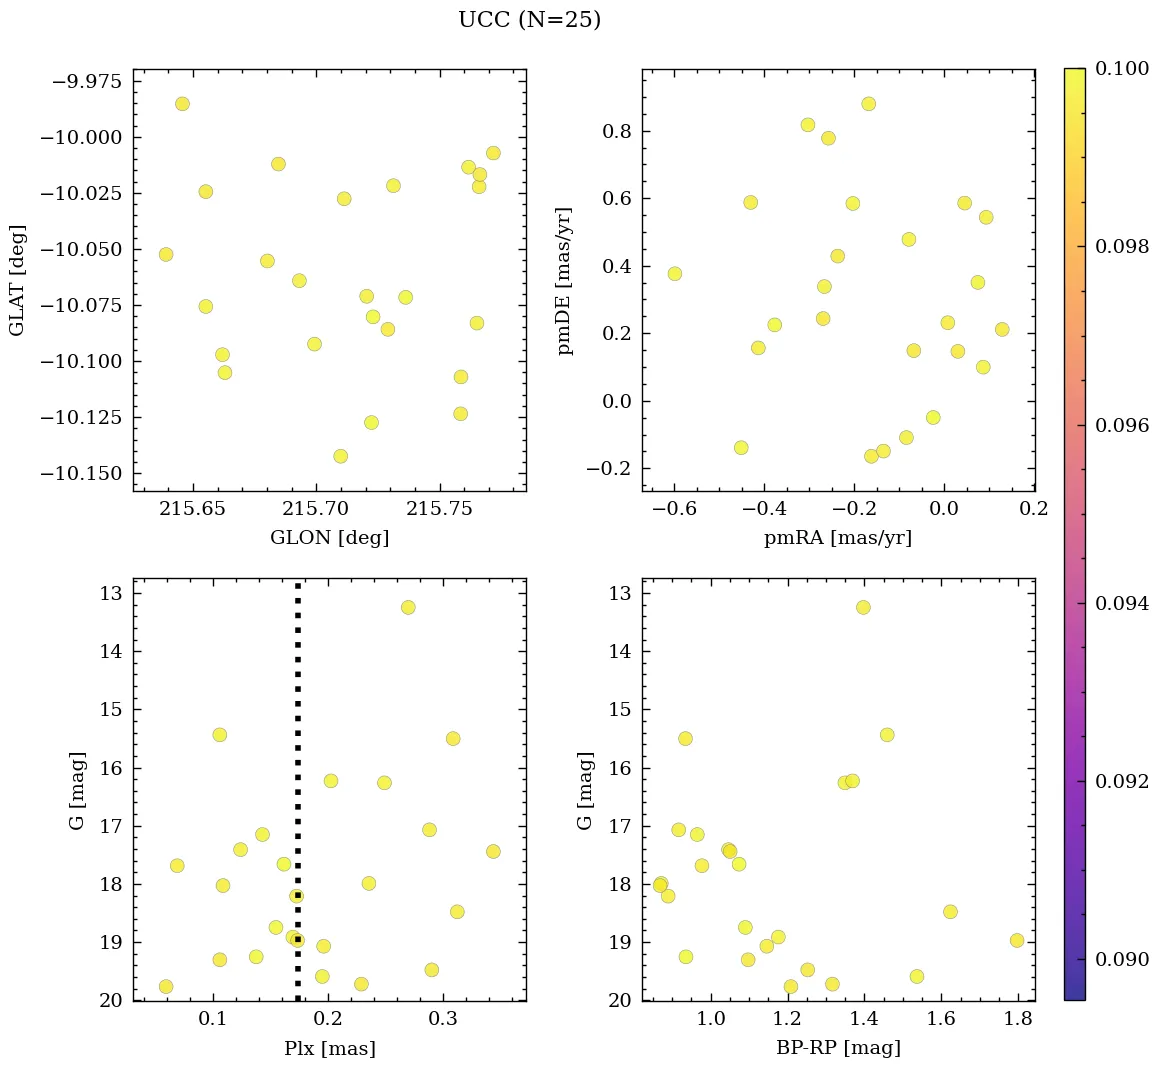 UCC (N=25)
−9.975
−10.000
−10.025
−10.050
−10.075
−10.100
−10.125
−10.150
GLAT [deg]
215.65 215.70 215.75
GLON [deg]
0.8
0.6
0.4
0.2
0.0
−0.2
pmDE [mas/yr]
−0.6 −0.4 −0.2 0.0 0.2
pmRA [mas/yr]
0.100
0.098
0.096
0.094
0.092
0.090
13
14
15
16
17
18
19
20
G [mag]
0.1 0.2 0.3
Plx [mas]
13
14
15
16
17
18
19
20
G [mag]
1.0 1.2 1.4 1.6 1.8
BP-RP [mag]